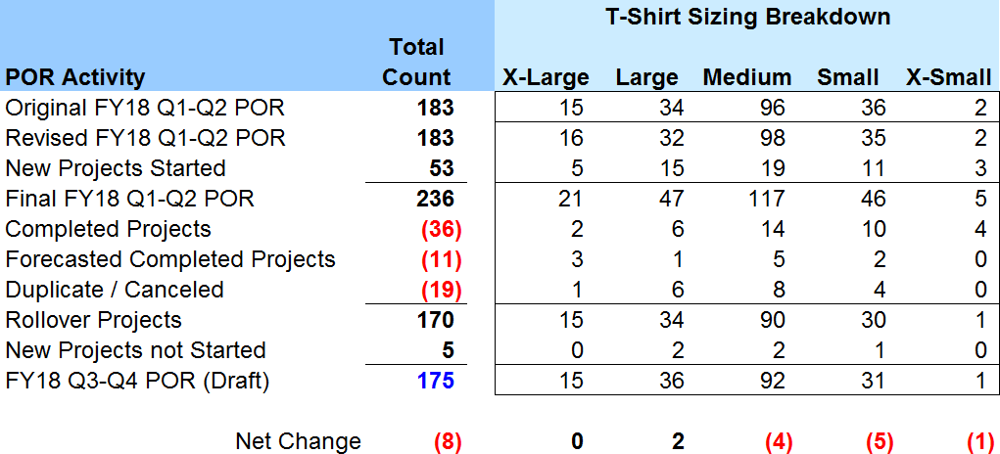 T-Shirt Sizing Breakdown
Total
POR Activity Count X-Large Large Medium Small X-Small
Original FY18 Q1-Q2 POR 183 15 34 96 36 2
Revised FY18 Q1-Q2 POR 183 16 32 98 35 2
New Projects Started 53 5 15 19 11 3
Final FY18 Q1-Q2 POR 236 21 47 117 46 5
Completed Projects (36) 2 6 14 10 4
Forecasted Completed Projects (11) 3 1 5 2 0
Duplicate / Canceled (19) 1 6 8 4 0
Rollover Projects 170 15 34 90 30 1
New Projects not Started 5 0 2 2 1 0
FY18 Q3-Q4 POR (Draft) 175 15 36 92 31 1
Net Change (8) 0 2 (4) (5) (1)